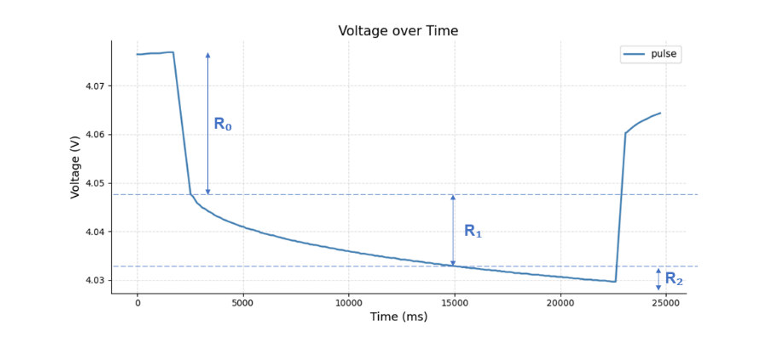 Voltage over Time
pulse
4.07
4.06
4.05
4.04
4.03
Voltage (V)
R₀
R₁
R₂
0
5000
10000
15000
20000
25000
Time (ms)